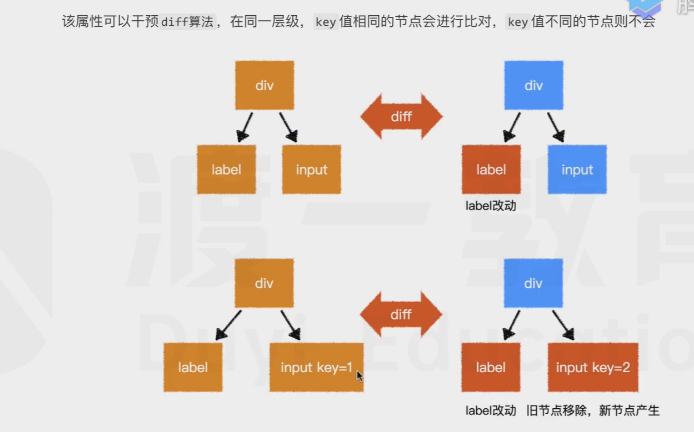 该属性可以干预diff算法，在同一层级，key值相同的节点会进行比对，key值不同的节点则不会
div
div
diff
label
input
label
input
label改动
div
div
diff
label
input key=1
label
input key=2
label改动 旧节点移除，新节点产生
渡一教育
Duyi Education